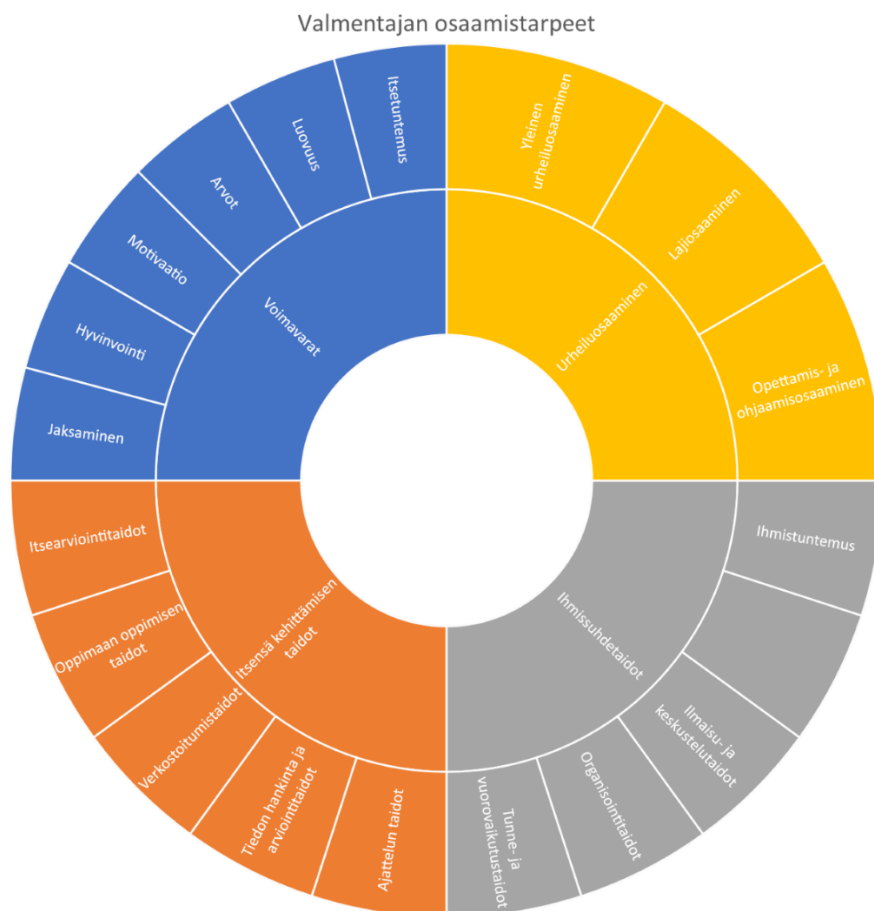 Valmentajan osaamistarpeet
Urheiluosaaminen
Yleinen
urheiluosaaminen
Lajiosaaminen
Opettamis- ja
ohjaamisosaaminen
Ihmissuhdetaidot
Ihmistuntemus
Ilmaisu- ja
keskustelutaidot
Organisointitaidot
Tunne- ja
vuorovaikutustaidot
Itsensä kehittämisen
taidot
Ajattelun taidot
Tiedon hankinta ja
arviointitaidot
Verkostoitumistaidot
Oppimaan oppimisen
taidot
Itsearviointitaidot
Voimavarat
Jaksaminen
Hyvinvointi
Motivaatio
Arvot
Luovuus
Itsetuntemus